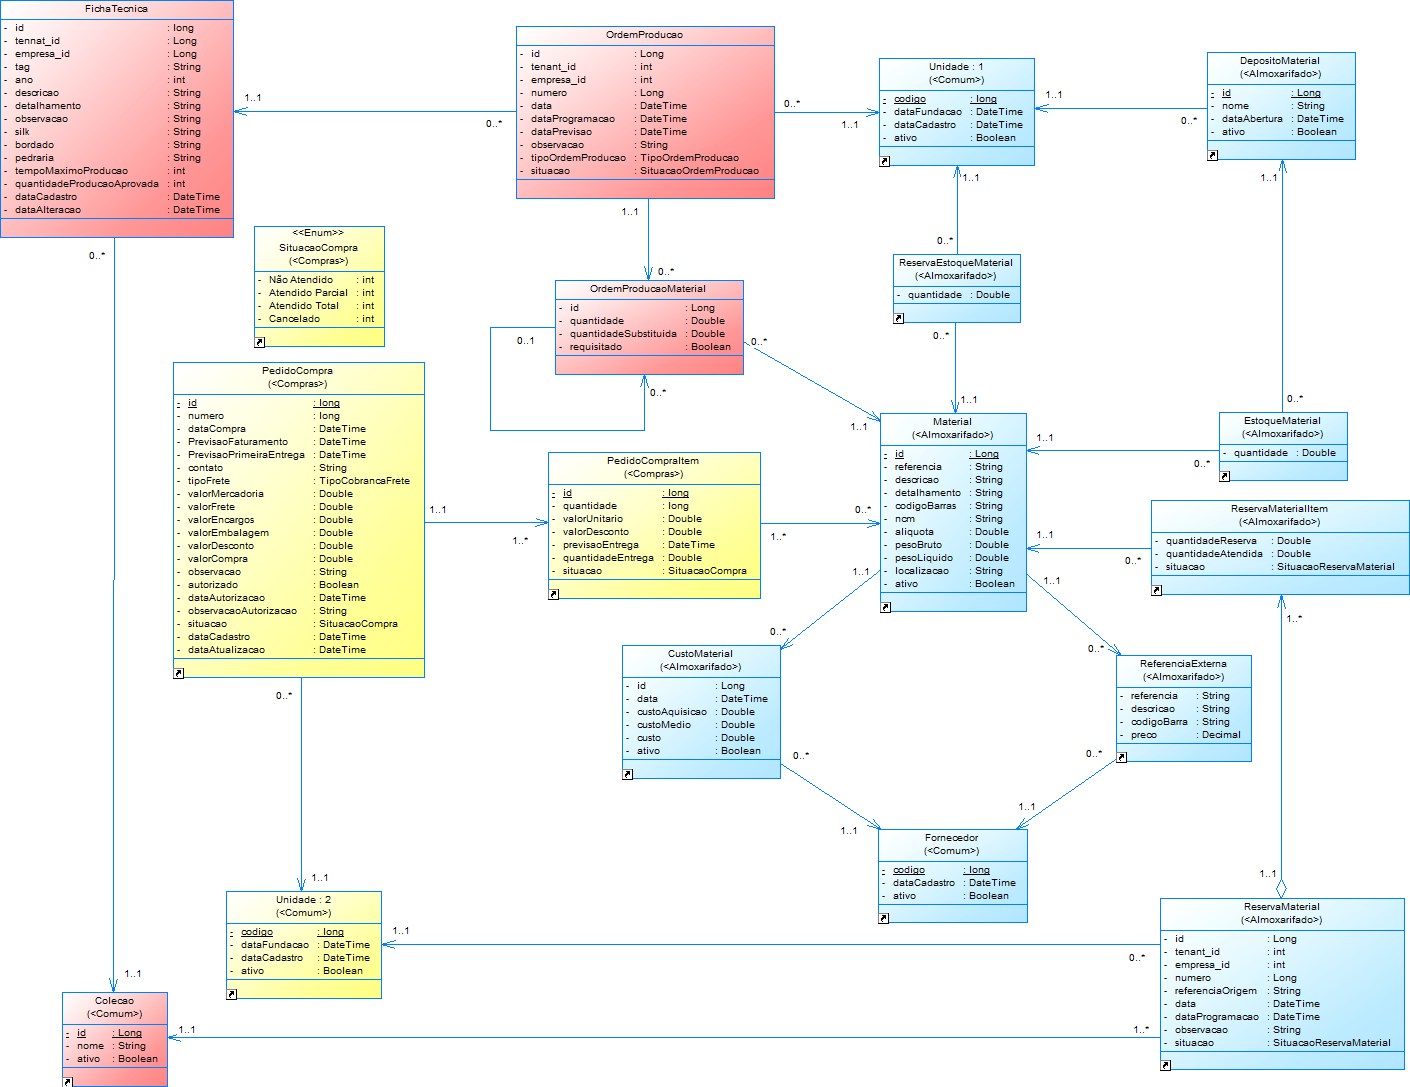 FichaTecnica
- id : long
- tennat_id : Long
- empresa_id : Long
- tag : String
- ano : int
- descricao : String
- detalhamento : String
- observacao : String
- silk : String
- bordado : String
- pedraria : String
- tempoMaximoProducao : int
- quantidadeProducaoAprovada : int
- dataCadastro : DateTime
- dataAlteracao : DateTime
1..1
0..*
0..*
OrdemProducao
- id : Long
- tenant_id : int
- empresa_id : int
- numero : Long
- data : DateTime
- dataProgramacao : DateTime
- dataPrevisao : DateTime
- observacao : String
- tipoOrdemProducao : TipoOrdemProducao
- situacao : SituacaoOrdemProducao
0..*
1..1
1..1
0..*
Unidade : 1
(<Comum>)
- codigo : long
- dataFundacao : DateTime
- dataCadastro : DateTime
- ativo : Boolean
1..1
0..*
1..1
0..*
DepositoMaterial
(<Almoxarifado>)
- id : Long
- nome : String
- dataAbertura : DateTime
- ativo : Boolean
1..1
0..*
<<Enum>>
SituacaoCompra
(<Compras>)
- Não Atendido : int
- Atendido Parcial : int
- Atendido Total : int
- Cancelado : int
OrdemProducaoMaterial
- id : Long
- quantidade : Double
- quantidadeSubstituida : Double
- requisitado : Boolean
0..1
0..*
0..*
1..1
ReservaEstoqueMaterial
(<Almoxarifado>)
- quantidade : Double
0..*
1..1
PedidoCompra
(<Compras>)
- id : long
- numero : long
- dataCompra : DateTime
- PrevisaoFaturamento : DateTime
- PrevisaoPrimeiraEntrega : DateTime
- contato : String
- tipoFrete : TipoCobrancaFrete
- valorMercadoria : Double
- valorFrete : Double
- valorEncargos : Double
- valorEmbalagem : Double
- valorDesconto : Double
- valorCompra : Double
- observacao : String
- autorizado : Boolean
- dataAutorizacao : DateTime
- observacaoAutorizacao : String
- situacao : SituacaoCompra
- dataCadastro : DateTime
- dataAtualizacao : DateTime
1..1
1..*
0..*
1..1
PedidoCompraItem
(<Compras>)
- id : long
- quantidade : long
- valorUnitario : Double
- valorDesconto : Double
- previsaoEntrega : DateTime
- quantidadeEntrega : Double
- situacao : SituacaoCompra
0..*
1..*
Material
(<Almoxarifado>)
- id : Long
- referencia : String
- descricao : String
- detalhamento : String
- codigoBarras : String
- ncm : String
- aliquota : Double
- pesoBruto : Double
- pesoLiquido : Double
- localizacao : String
- ativo : Boolean
1..1
0..*
EstoqueMaterial
(<Almoxarifado>)
- quantidade : Double
ReservaMaterialItem
(<Almoxarifado>)
- quantidadeReserva : Double
- quantidadeAtendida : Double
- situacao : SituacaoReservaMaterial
1..1
0..*
1..*
1..1
1..1
0..*
1..1
0..*
CustoMaterial
(<Almoxarifado>)
- id : Long
- data : DateTime
- custoAquisicao : Double
- custoMedio : Double
- custo : Double
- ativo : Boolean
0..*
1..1
ReferenciaExterna
(<Almoxarifado>)
- referencia : String
- descricao : String
- codigoBarra : String
- preco : Decimal
0..*
1..1
Fornecedor
(<Comum>)
- codigo : long
- dataCadastro : DateTime
- ativo : Boolean
Unidade : 2
(<Comum>)
- codigo : long
- dataFundacao : DateTime
- dataCadastro : DateTime
- ativo : Boolean
1..1
0..*
ReservaMaterial
(<Almoxarifado>)
- id : Long
- tenant_id : int
- empresa_id : int
- numero : Long
- referenciaOrigem : String
- data : DateTime
- dataProgramacao : DateTime
- observacao : String
- situacao : SituacaoReservaMaterial
1..1
Colecao
(<Comum>)
- id : Long
- nome : String
- ativo : Boolean
1..1
1..*